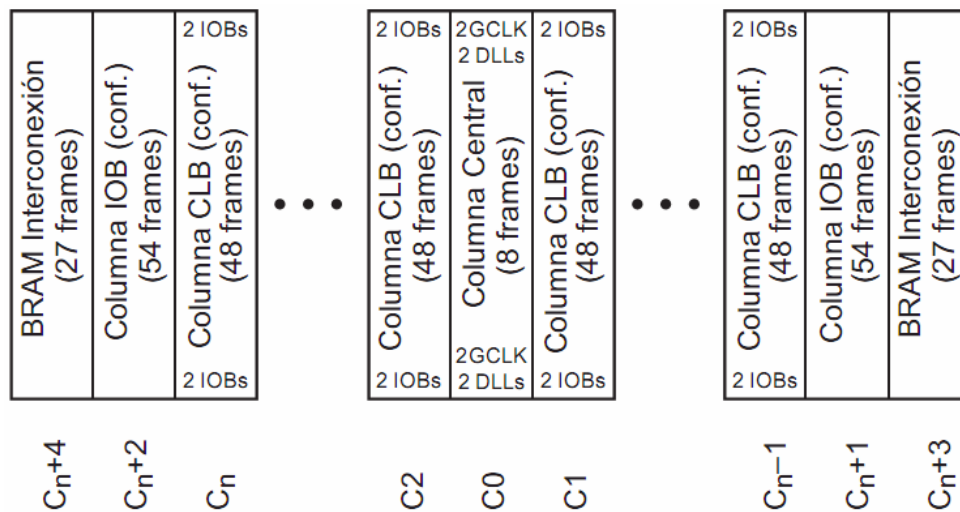 BRAM Interconexión
(27 frames)
Columna IOB (conf.)
(54 frames)
2 IOBs
Columna CLB (conf.)
(48 frames)
2 IOBs
• • •
2 IOBs
Columna CLB (conf.)
(48 frames)
2 IOBs
2GCLK
2 DLLs
Columna Central
(8 frames)
2GCLK
2 DLLs
2 IOBs
Columna CLB (conf.)
(48 frames)
2 IOBs
• • •
2 IOBs
Columna CLB (conf.)
(48 frames)
2 IOBs
Columna IOB (conf.)
(54 frames)
BRAM Interconexión
(27 frames)
Cn+4
Cn+2
Cn
C2
C0
C1
Cn−1
Cn+1
Cn+3